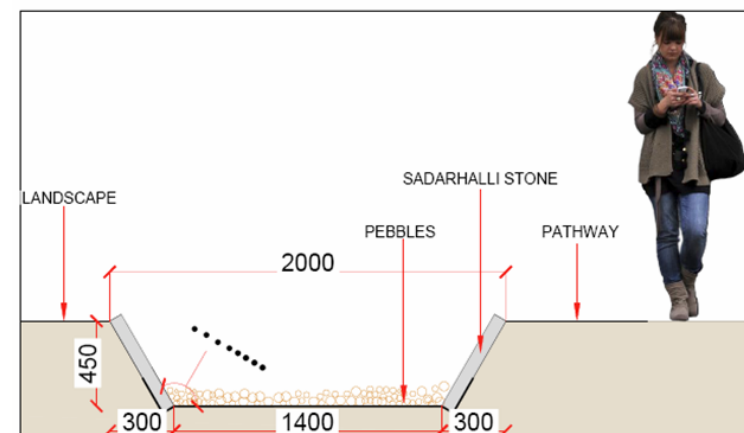 SADARHALLI STONE
LANDSCAPE
PEBBLES
PATHWAY
2000
450
300
1400
300